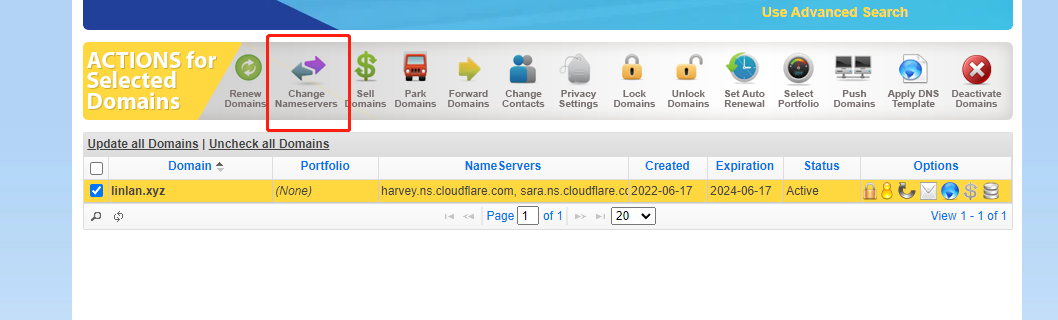 Use Advanced Search
ACTIONS for
Selected
Domains
Renew
Domains
Change
Nameservers
Sell
Domains
Park
Domains
Forward
Domains
Change
Contacts
Privacy
Settings
Lock
Domains
Unlock
Domains
Set Auto
Renewal
Select
Portfolio
Push
Domains
Apply DNS
Template
Deactivate
Domains
Update all Domains | Uncheck all Domains
Domain Portfolio NameServers Created Expiration Status Options
linlan.xyz (None) harvey.ns.cloudflare.com, sara.ns.cloudflare.cc 2022-06-17 2024-06-17 Active
Page 1 of 1 20 View 1 - 1 of 1